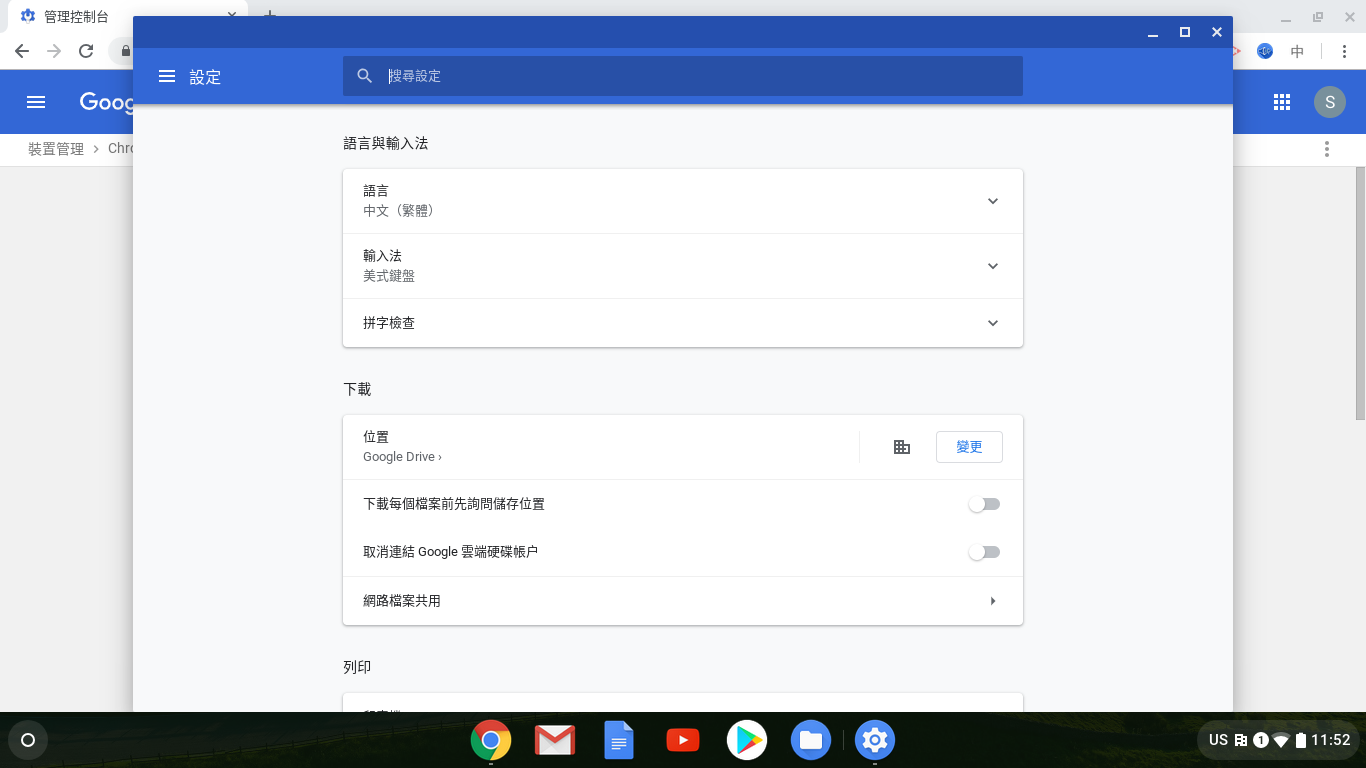 管理控制台
中
設定
搜尋設定
Goog
S
裝置管理 › Chro
語言與輸入法
語言
中文（繁體）
輸入法
美式鍵盤
拼字檢查
下載
位置
Google Drive ›
變更
下載每個檔案前先詢問儲存位置
取消連結 Google 雲端硬碟帳户
網路檔案共用
列印
US 1 11:52